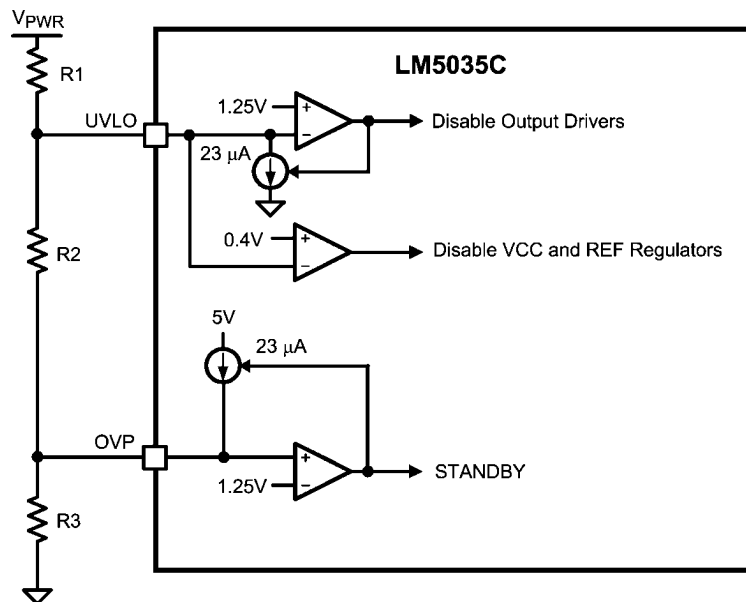 VPWR
R1
LM5035C
1.25V
+
UVLO
−
Disable Output Drivers
23 μA
R2
0.4V
+
−
Disable VCC and REF Regulators
5V
23 μA
OVP
+
1.25V
−
STANDBY
R3